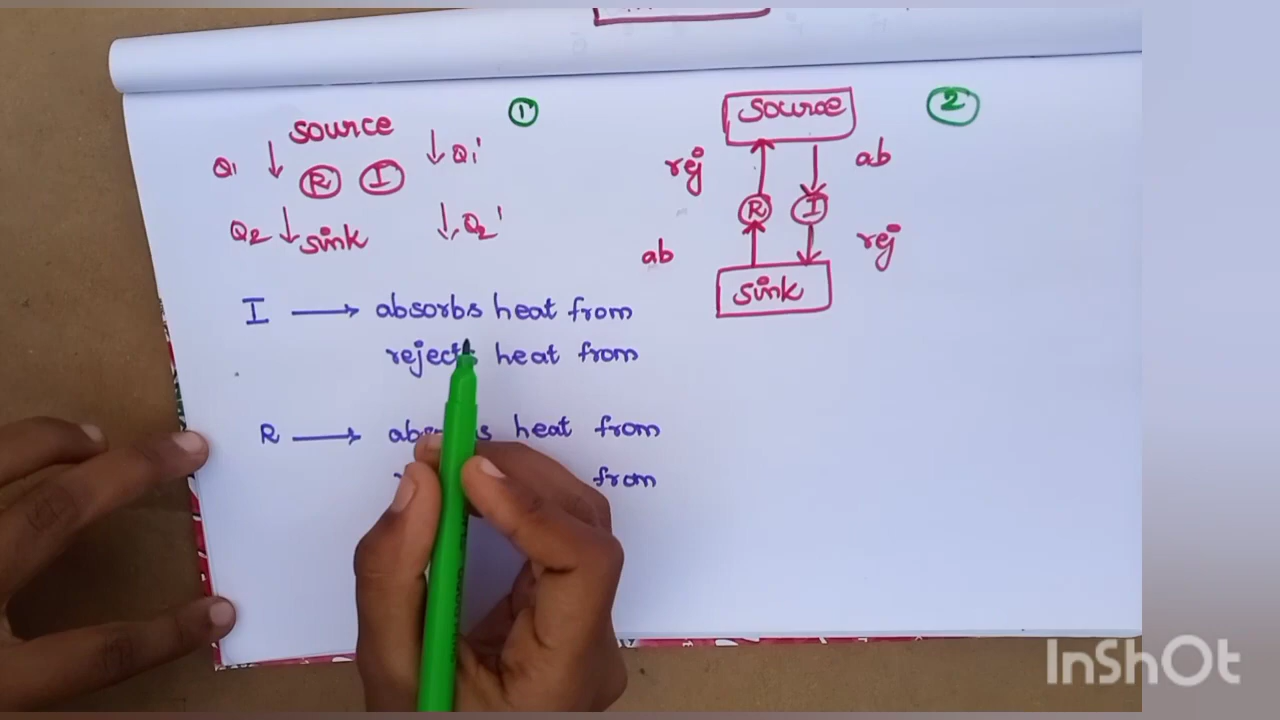 ①
source
Q1
Q1'
R I
Q2
sink
Q2'
②
source
rej
ab
R I
ab
rej
sink
I → absorbs heat from
heat from
R → heat from
from
InShOt